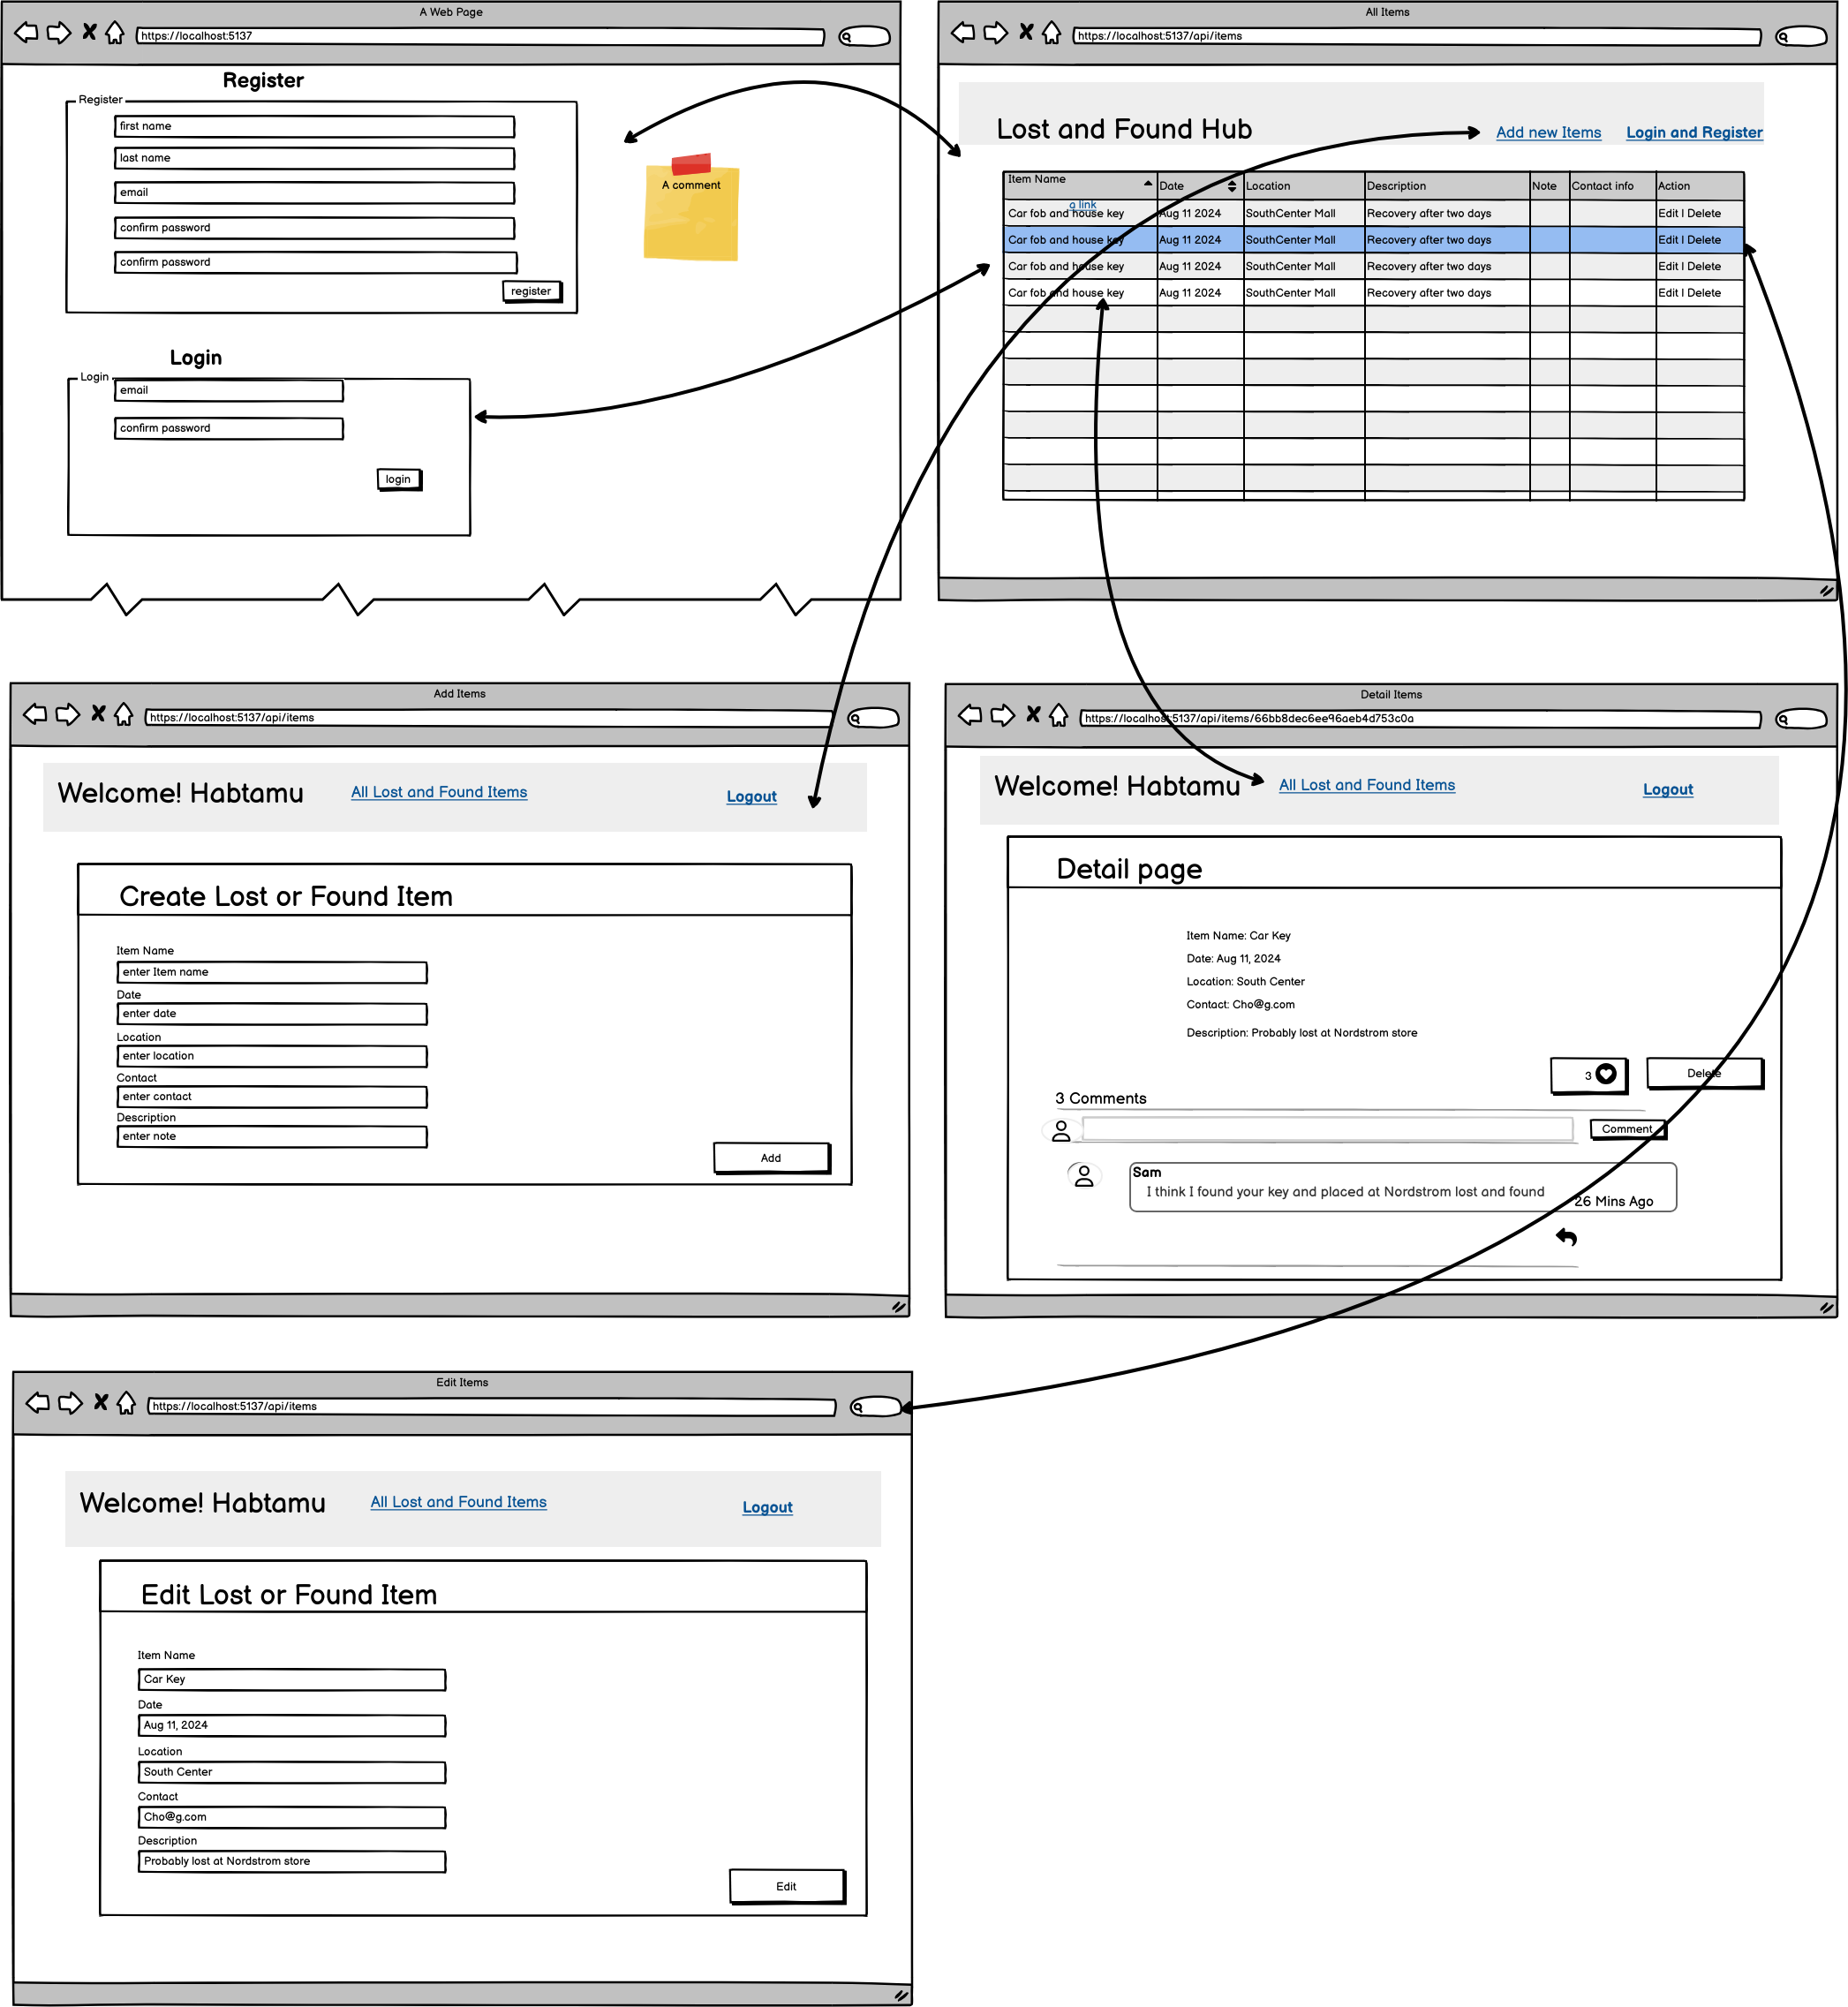 A Web Page
https://localhost:5137
Register
Register
first name
last name
email
confirm password
confirm password
register
A comment
Login
Login
email
confirm password
login
All Items
https://localhost:5137/api/items
Lost and Found Hub
Add new Items
Login and Register
Item Name Date Location Description Note Contact info Action
a link
Car fob and house key Aug 11 2024 SouthCenter Mall Recovery after two days Edit | Delete
Car fob and house key Aug 11 2024 SouthCenter Mall Recovery after two days Edit | Delete
Car fob and house key Aug 11 2024 SouthCenter Mall Recovery after two days Edit | Delete
Car fob and house key Aug 11 2024 SouthCenter Mall Recovery after two days Edit | Delete
Add Items
https://localhost:5137/api/items
Welcome! Habtamu
All Lost and Found Items
Logout
Create Lost or Found Item
Item Name
enter Item name
Date
enter date
Location
enter location
Contact
enter contact
Description
enter note
Add
Detail Items
https://localhost:5137/api/items/66bb8dec6ee96aeb4d753c0a
Welcome! Habtamu
All Lost and Found Items
Logout
Detail page
Item Name: Car Key
Date: Aug 11, 2024
Location: South Center
Contact: Cho@g.com
Description: Probably lost at Nordstrom store
3
Delete
3 Comments
Comment
Sam
I think I found your key and placed at Nordstrom lost and found
26 Mins Ago
Edit Items
https://localhost:5137/api/items
Welcome! Habtamu
All Lost and Found Items
Logout
Edit Lost or Found Item
Item Name
Car Key
Date
Aug 11, 2024
Location
South Center
Contact
Cho@g.com
Description
Probably lost at Nordstrom store
Edit